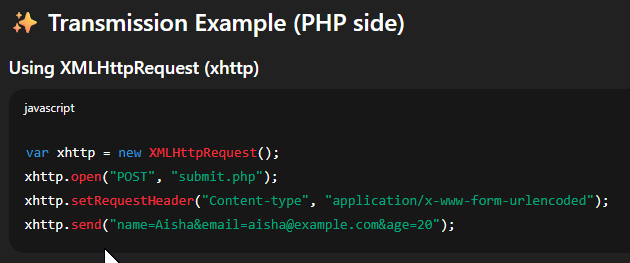 ✨ Transmission Example (PHP side)
Using XMLHttpRequest (xhttp)
javascript
var xhttp = new XMLHttpRequest();
xhttp.open("POST", "submit.php");
xhttp.setRequestHeader("Content-type", "application/x-www-form-urlencoded");
xhttp.send("name=Aisha&email=aisha@example.com&age=20");